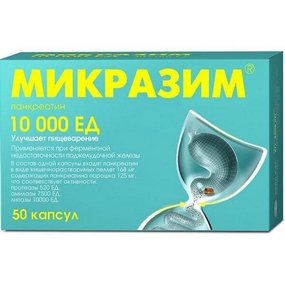 МИКРАЗИМ®
панкреатин
10 000 ЕД
Улучшает пищеварение
Применяется при ферментной
недостаточности поджелудочной железы
В состав одной капсулы входит панкреатин
в виде кишечнорастворимых пеллет 168 мг,
содержащих панкреатина порошка 125 мг,
что соответствует активности:
протеазы 520 ЕД,
амилазы 7500 ЕД,
липазы 10000 ЕД
50 капсул